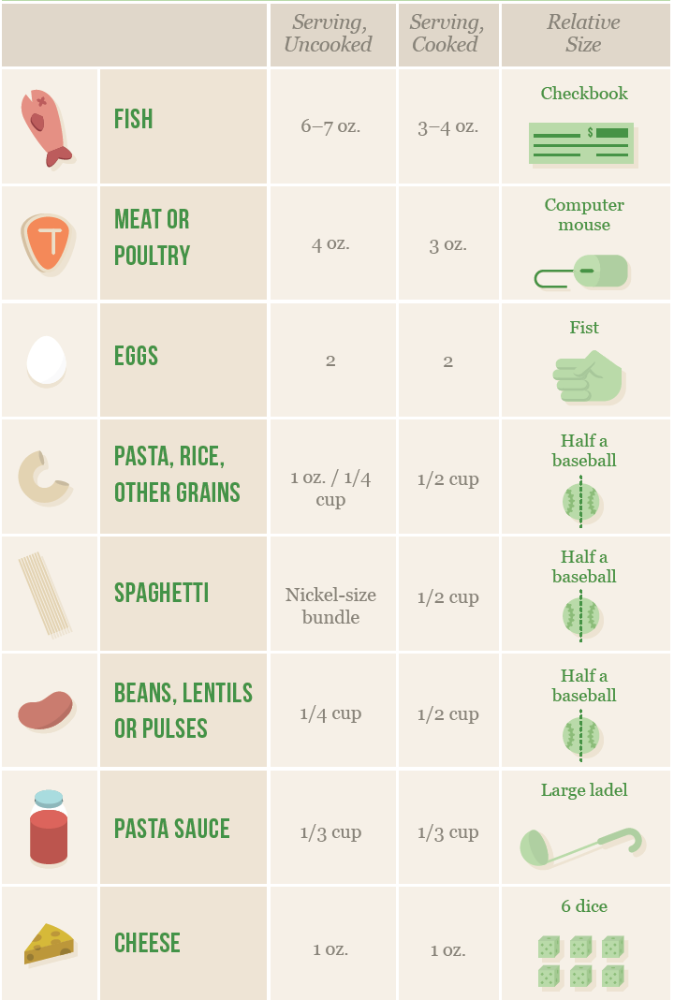 Serving,
Uncooked
Serving,
Cooked
Relative
Size
FISH
6–7 oz.
3–4 oz.
Checkbook
$
MEAT OR
POULTRY
4 oz.
3 oz.
Computer
mouse
T
EGGS
2
2
Fist
PASTA, RICE,
OTHER GRAINS
1 oz. / 1/4
cup
1/2 cup
Half a
baseball
SPAGHETTI
Nickel-size
bundle
1/2 cup
Half a
baseball
BEANS, LENTILS
OR PULSES
1/4 cup
1/2 cup
Half a
baseball
PASTA SAUCE
1/3 cup
1/3 cup
Large ladel
CHEESE
1 oz.
1 oz.
6 dice